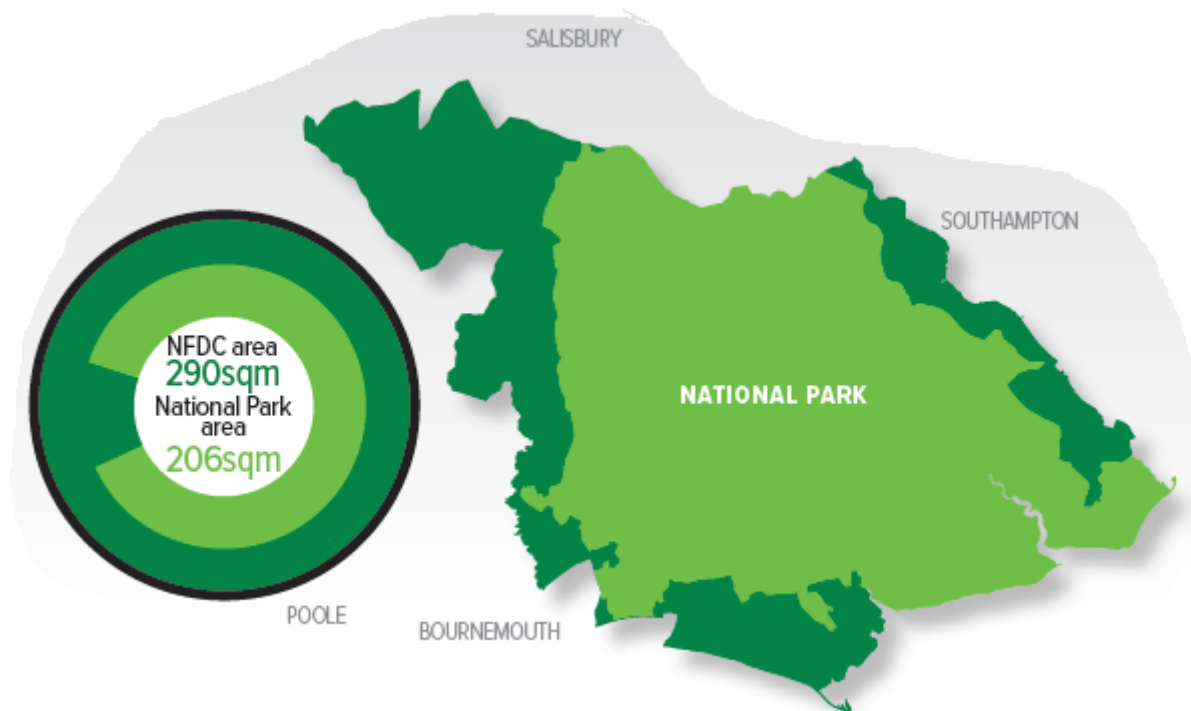 SALISBURY
SOUTHAMPTON
NFDC area
290sqm
National Park
area
206sqm
NATIONAL PARK
POOLE
BOURNEMOUTH